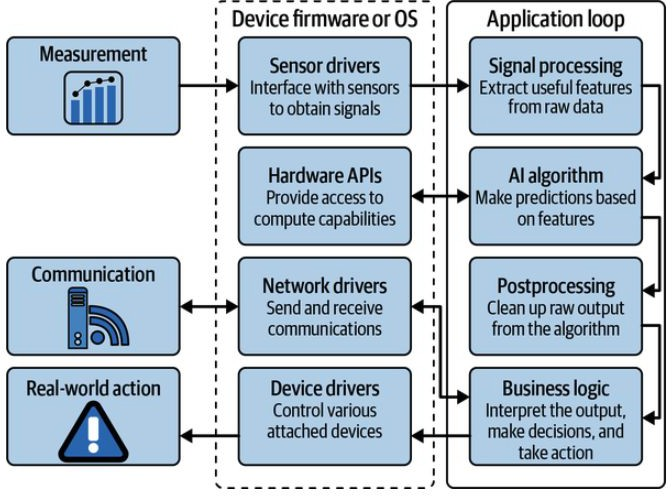 Device firmware or OS
Application loop
Measurement
Sensor drivers
Interface with sensors
to obtain signals
Signal processing
Extract useful features
from raw data
Hardware APIs
Provide access to
compute capabilities
AI algorithm
Make predictions based
on features
Communication
Network drivers
Send and receive
communications
Postprocessing
Clean up raw output
from the algorithm
Real-world action
Device drivers
Control various
attached devices
Business logic
Interpret the output,
make decisions, and
take action